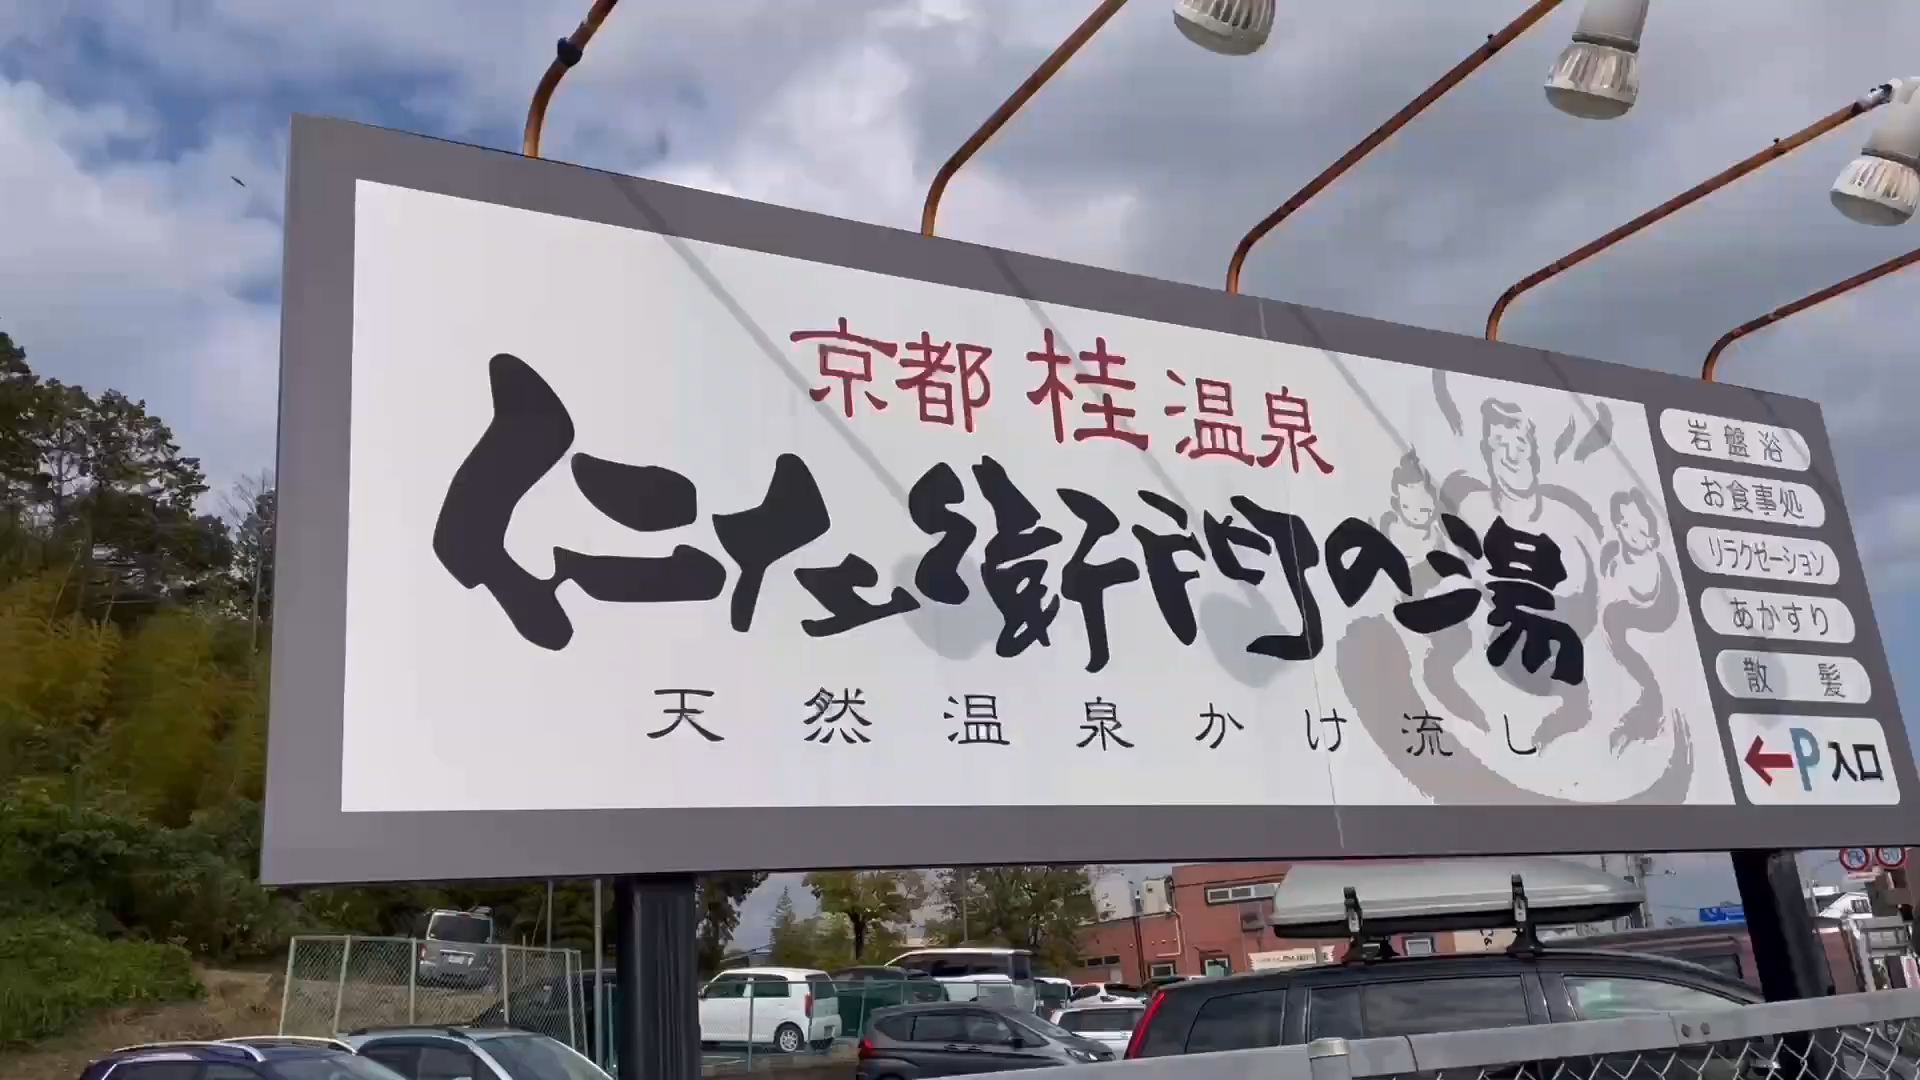 京都 桂温泉
仁左衛門の湯
天然温泉かけ流し
岩盤浴
お食事処
リラクゼーション
あかすり
散髪
←P入口